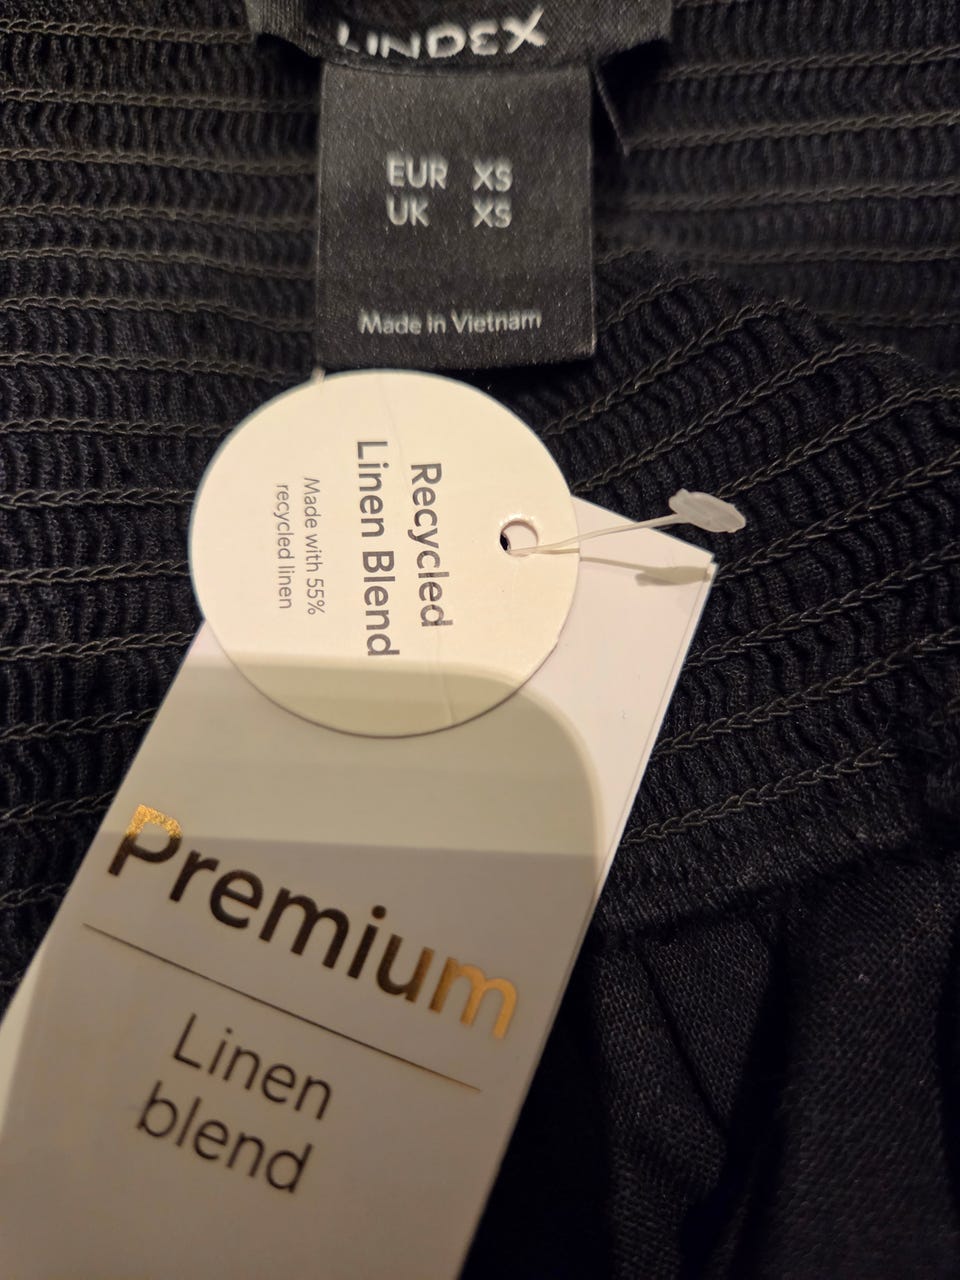 LINDEX
EUR XS
UK XS
Made in Vietnam
Recycled
Linen Blend
Made with 55%
recycled linen
Premium
Linen
blend